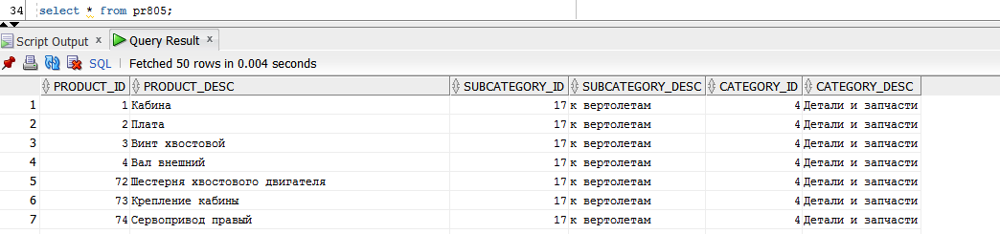 34 select * from pr805;
Script Output x Query Result x
SQL | Fetched 50 rows in 0.004 seconds
PRODUCT_ID PRODUCT_DESC SUBCATEGORY_ID SUBCATEGORY_DESC CATEGORY_ID CATEGORY_DESC
1 1 Кабина 17 к вертолетам 4 Детали и запчасти
2 2 Плата 17 к вертолетам 4 Детали и запчасти
3 3 Винт хвостовой 17 к вертолетам 4 Детали и запчасти
4 4 Вал внешний 17 к вертолетам 4 Детали и запчасти
5 72 Шестерня хвостового двигателя 17 к вертолетам 4 Детали и запчасти
6 73 Крепление кабины 17 к вертолетам 4 Детали и запчасти
7 74 Сервопривод правый 17 к вертолетам 4 Детали и запчасти